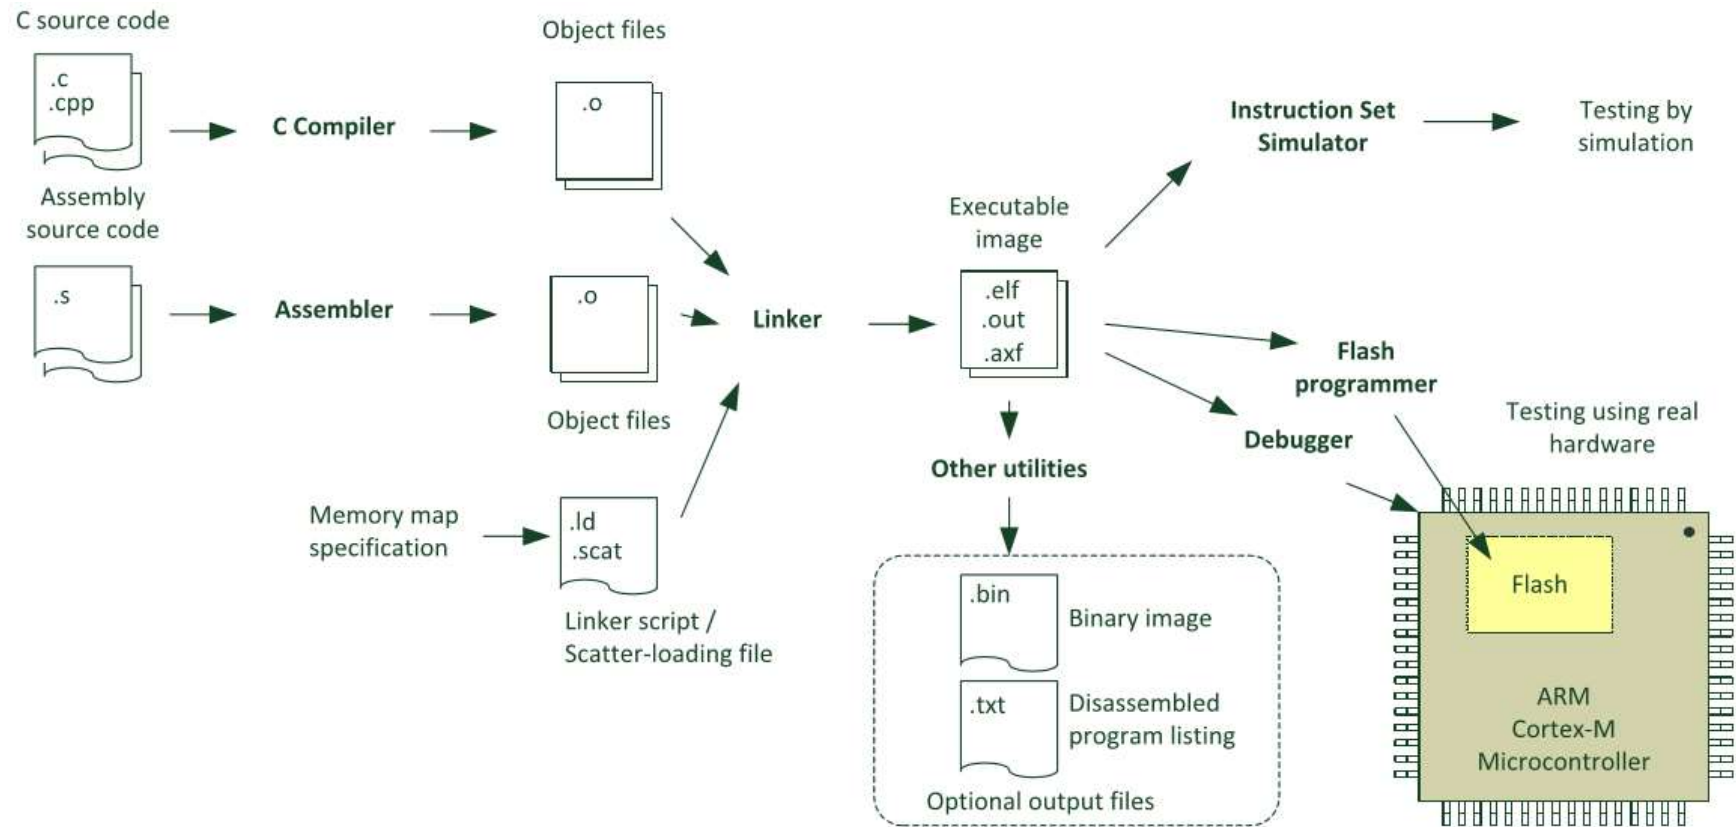 C source code
.c
.cpp
C Compiler
Object files
.o
Assembly
source code
.s
Assembler
.o
Object files
Memory map
specification
.ld
.scat
Linker script /
Scatter-loading file
Linker
Executable
image
.elf
.out
.axf
Other utilities
.bin
Binary image
.txt
Disassembled
program listing
Optional output files
Instruction Set
Simulator
Testing by
simulation
Flash
programmer
Debugger
Testing using real
hardware
Flash
ARM
Cortex-M
Microcontroller